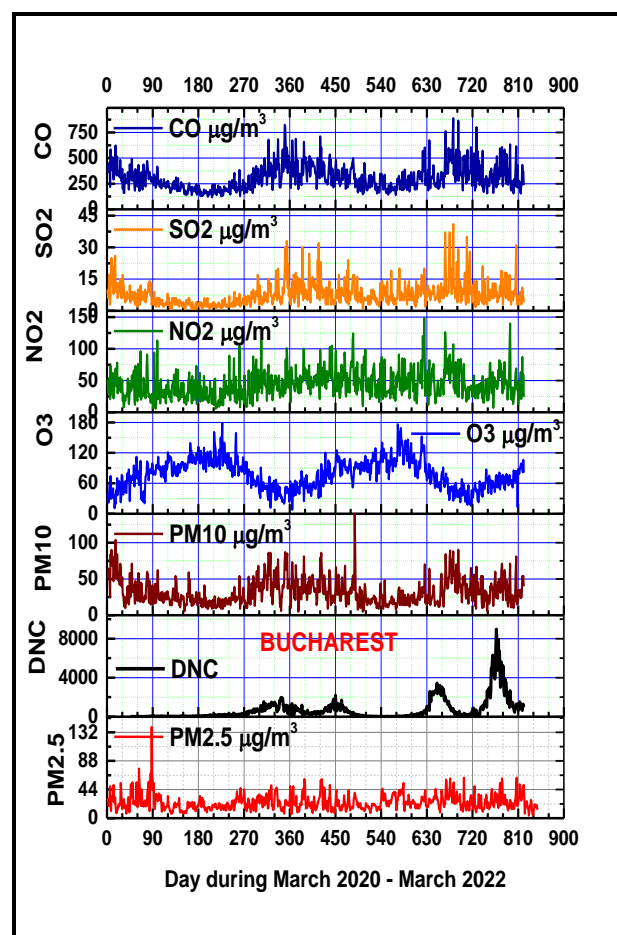 0 90 180 270 360 450 540 630 720 810 900
CO
750
500
250
0
CO μg/m³
SO2
45
30
15
0
SO2 μg/m³
NO2
150
100
50
0
NO2 μg/m³
O3
180
120
60
0
O3 μg/m³
PM10
100
50
0
PM10 μg/m³
DNC
8000
4000
0
BUCHAREST
DNC
PM2.5
132
88
44
0
PM2.5 μg/m³
0 90 180 270 360 450 540 630 720 810 900
Day during March 2020 - March 2022